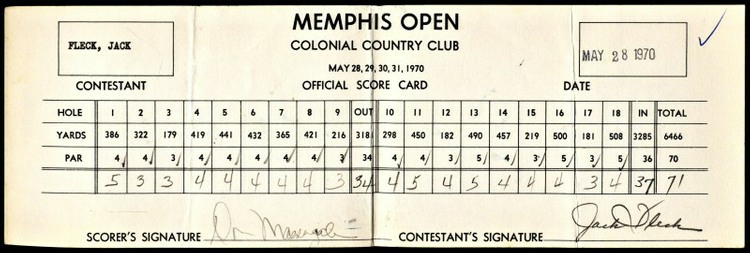 MEMPHIS OPEN
FLECK, JACK
COLONIAL COUNTRY CLUB
MAY 28 1970
MAY 28, 29, 30, 31, 1970
CONTESTANT OFFICIAL SCORE CARD DATE
HOLE 1 2 3 4 5 6 7 8 9 OUT 10 11 12 13 14 15 16 17 18 IN TOTAL
YARDS 386 322 179 419 441 432 365 421 216 3181 298 450 182 490 457 219 500 181 508 3285 6466
PAR 4 4 3 4 4 4 4 4 3 34 4 4 3 5 4 3 5 3 5 36 70
5 3 3 4 4 4 4 4 3 34 4 5 4 5 4 4 4 3 4 37 71
SCORER'S SIGNATURE Don Massengale CONTESTANT'S SIGNATURE Jack Fleck